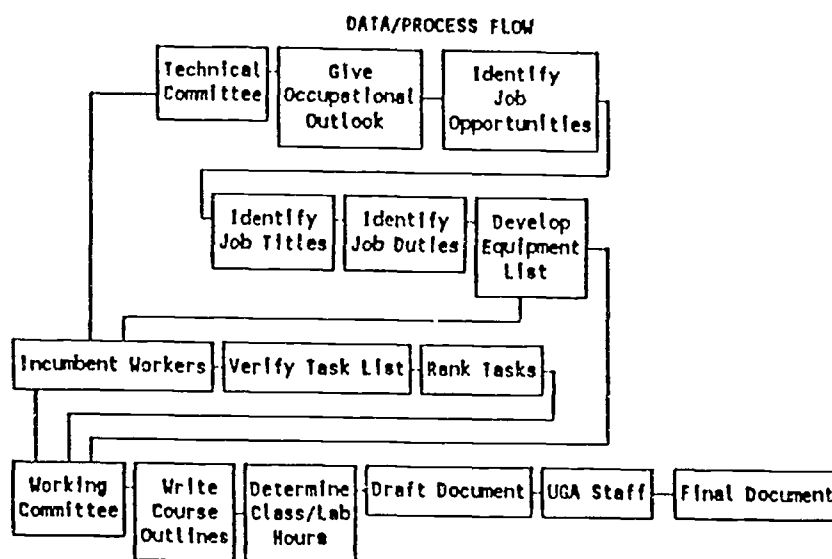 DATA/PROCESS FLOW
Technical
Committee
Give
Occupational
Outlook
Identify
Job
Opportunities
Identify
Job Titles
Identify
Job Duties
Develop
Equipment
List
Incumbent Workers
Verify Task List
Rank Tasks
Working
Committee
Write
Course
Outlines
Determine
Class/Lab
Hours
Draft Document
UGA Staff
Final Document